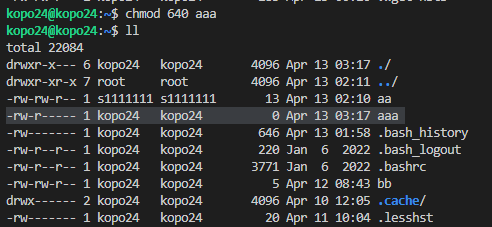 kopo24@kopo24:~$ chmod 640 aaa
kopo24@kopo24:~$ ll
total 22084
drwxr-x--- 6 kopo24 kopo24 4096 Apr 13 03:17 ./
drwxr-xr-x 7 root root 4096 Apr 13 02:11 ../
-rw-rw-r-- 1 s1111111 s1111111 13 Apr 13 02:10 aa
-rw-r----- 1 kopo24 kopo24 0 Apr 13 03:17 aaa
-rw------- 1 kopo24 kopo24 646 Apr 13 01:58 .bash_history
-rw-r--r-- 1 kopo24 kopo24 220 Jan 6 2022 .bash_logout
-rw-r--r-- 1 kopo24 kopo24 3771 Jan 6 2022 .bashrc
-rw-rw-r-- 1 kopo24 kopo24 5 Apr 12 08:43 bb
drwx------ 2 kopo24 kopo24 4096 Apr 10 12:05 .cache/
-rw------- 1 kopo24 kopo24 20 Apr 11 10:04 .lesshst